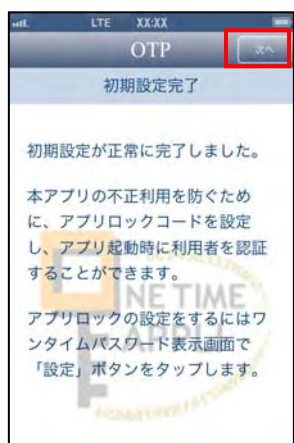 LTE XX:XX
OTP 次へ
初期設定完了
初期設定が正常に完了しました。
本アプリの不正利用を防ぐため
に、アプリロックコードを設定
し、アプリ起動時に利用者を認証
することができます。
アプリロックの設定をするにはワ
ンタイムパスワード表示画面で
「設定」ボタンをタップします。
NE TIME